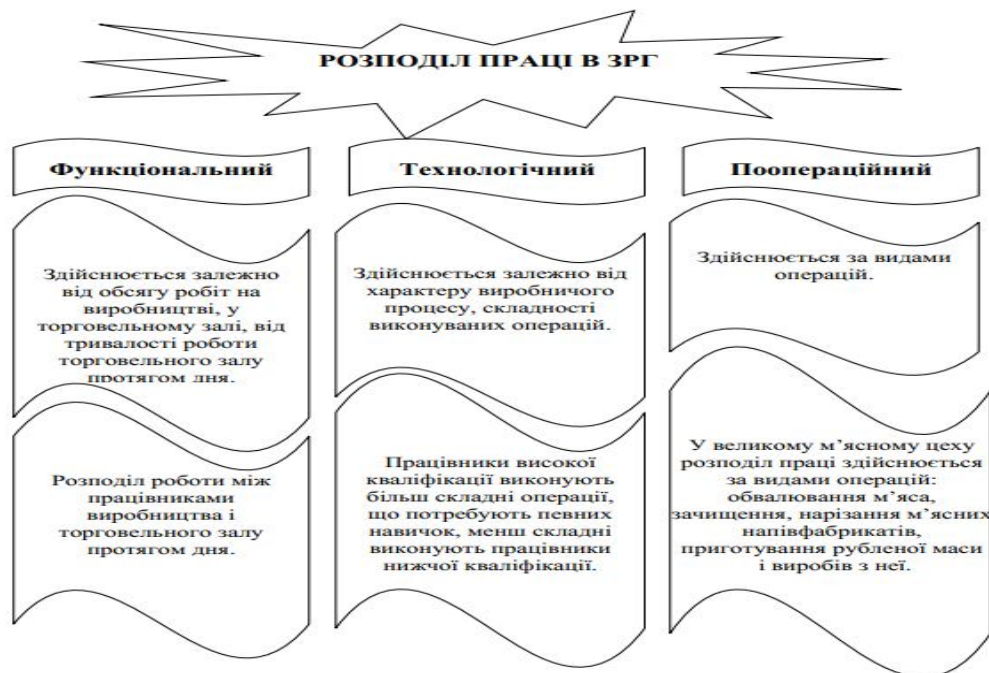 РОЗПОДІЛ ПРАЦІ В ЗРГ
Функціональний
Здійснюється залежно
від обсягу робіт на
виробництві, у
торговельному залі, від
тривалості роботи
торговельного залу
протягом дня.
Розподіл роботи між
працівниками
виробництва і
торговельного залу
протягом дня.
Технологічний
Здійснюється залежно від
характеру виробничого
процесу, складності
виконуваних операцій.
Працівники високої
кваліфікації виконують
більш складні операції,
що потребують певних
навичок, менш складні
виконують працівники
нижчої кваліфікації.
Поопераційний
Здійснюється за видами
операцій.
У великому м’ясному цеху
розподіл праці здійснюється
за видами операцій:
обвалювання м’яса,
зачищення, нарізання м’ясних
напівфабрикатів,
приготування рубленої маси
і виробів з неї.